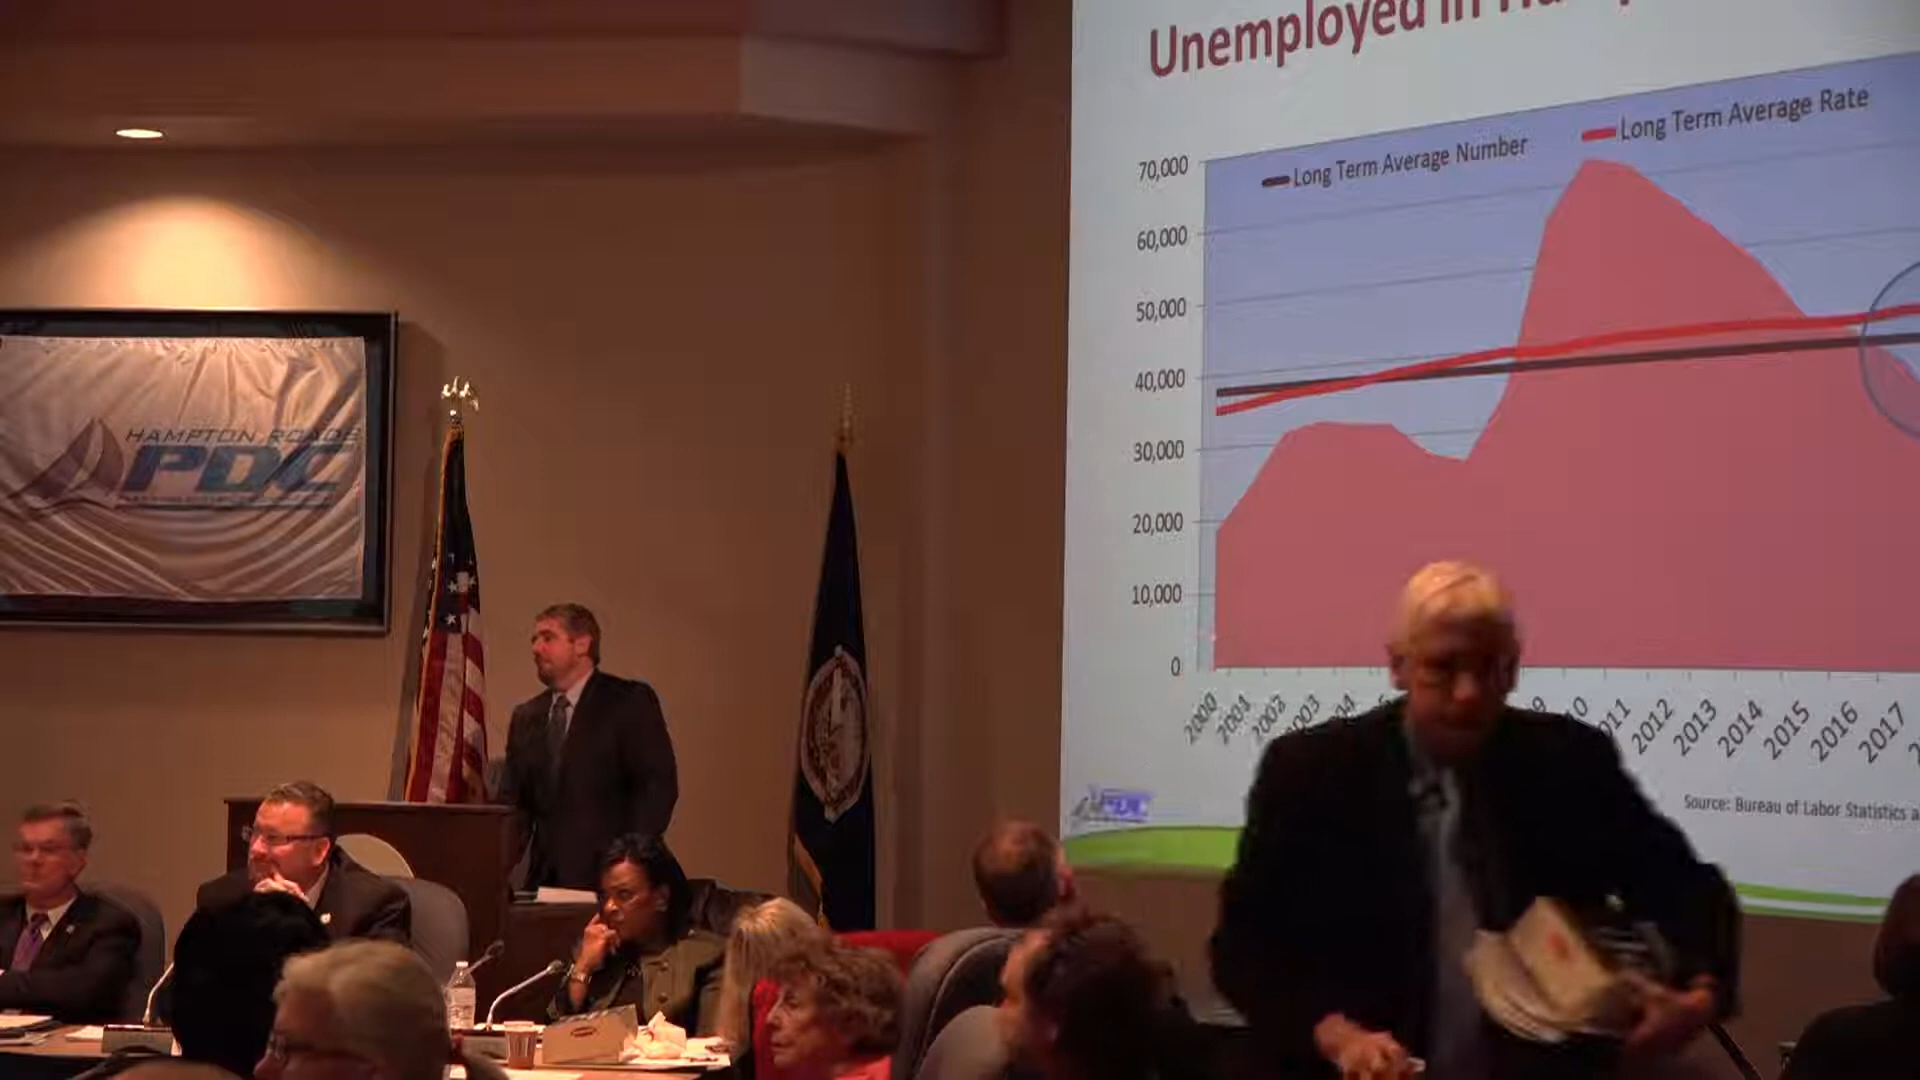 Unemployed in
Long Term Average Rate
Long Term Average Number
70,000
60,000
50,000
40,000
30,000
20,000
10,000
0
2000 2001 2002 2003 2011 2012 2013 2014 2015 2016 2017
Source: Bureau of Labor Statistics
HAMPTON ROADS
PDC
PDC